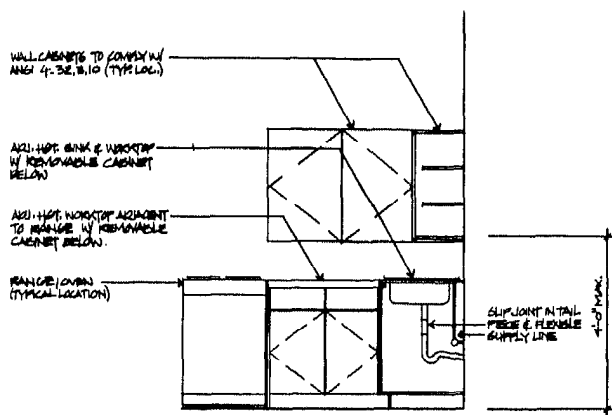 WALL CABINETS TO COMPLY W/
ANSI 4-32.5.10 (TYP. LOC.)
ADJ. HGT. SINK & WORKTOP
W/ REMOVABLE CABINET
BELOW
ADJ. HGT. WORKTOP ADJACENT
TO RANGE W/ REMOVABLE
CABINET BELOW.
RANGE/OVEN
(TYPICAL LOCATION)
SLIP JOINT IN TAIL
PIECE & FLEXIBLE
SUPPLY LINE
4'-0" MAX.